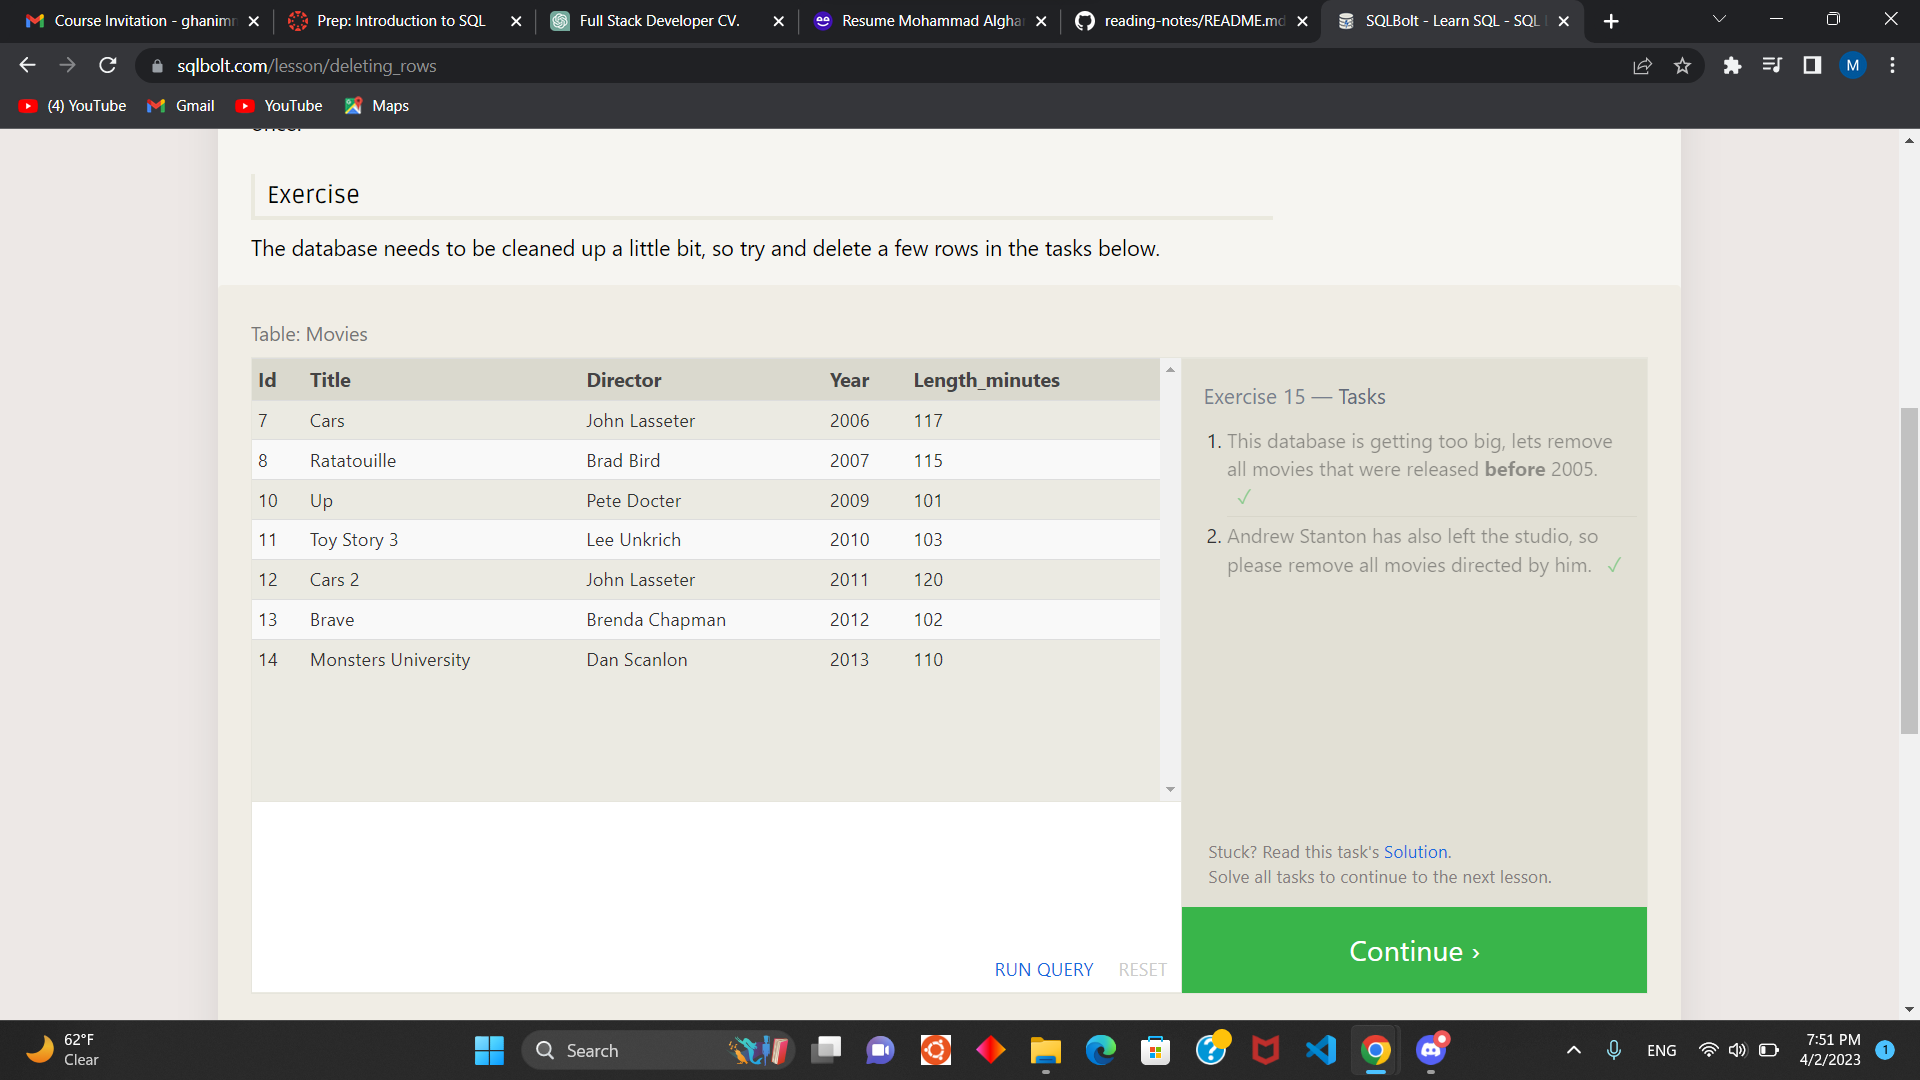 Course Invitation - ghanimr
Prep: Introduction to SQL
Full Stack Developer CV.
Resume Mohammad Algha
reading-notes/README.md
SQLBolt - Learn SQL - SQL
sqlbolt.com/lesson/deleting_rows
M
(4) YouTube
Gmail
YouTube
Maps
Exercise
The database needs to be cleaned up a little bit, so try and delete a few rows in the tasks below.
Table: Movies
Id Title Director Year Length_minutes
7 Cars John Lasseter 2006 117
8 Ratatouille Brad Bird 2007 115
10 Up Pete Docter 2009 101
11 Toy Story 3 Lee Unkrich 2010 103
12 Cars 2 John Lasseter 2011 120
13 Brave Brenda Chapman 2012 102
14 Monsters University Dan Scanlon 2013 110
RUN QUERY RESET
Exercise 15 — Tasks
1. This database is getting too big, lets remove
all movies that were released before 2005.
✓
2. Andrew Stanton has also left the studio, so
please remove all movies directed by him. ✓
Stuck? Read this task's Solution.
Solve all tasks to continue to the next lesson.
Continue ›
62°F
Clear
Search
ENG
7:51 PM
4/2/2023
1